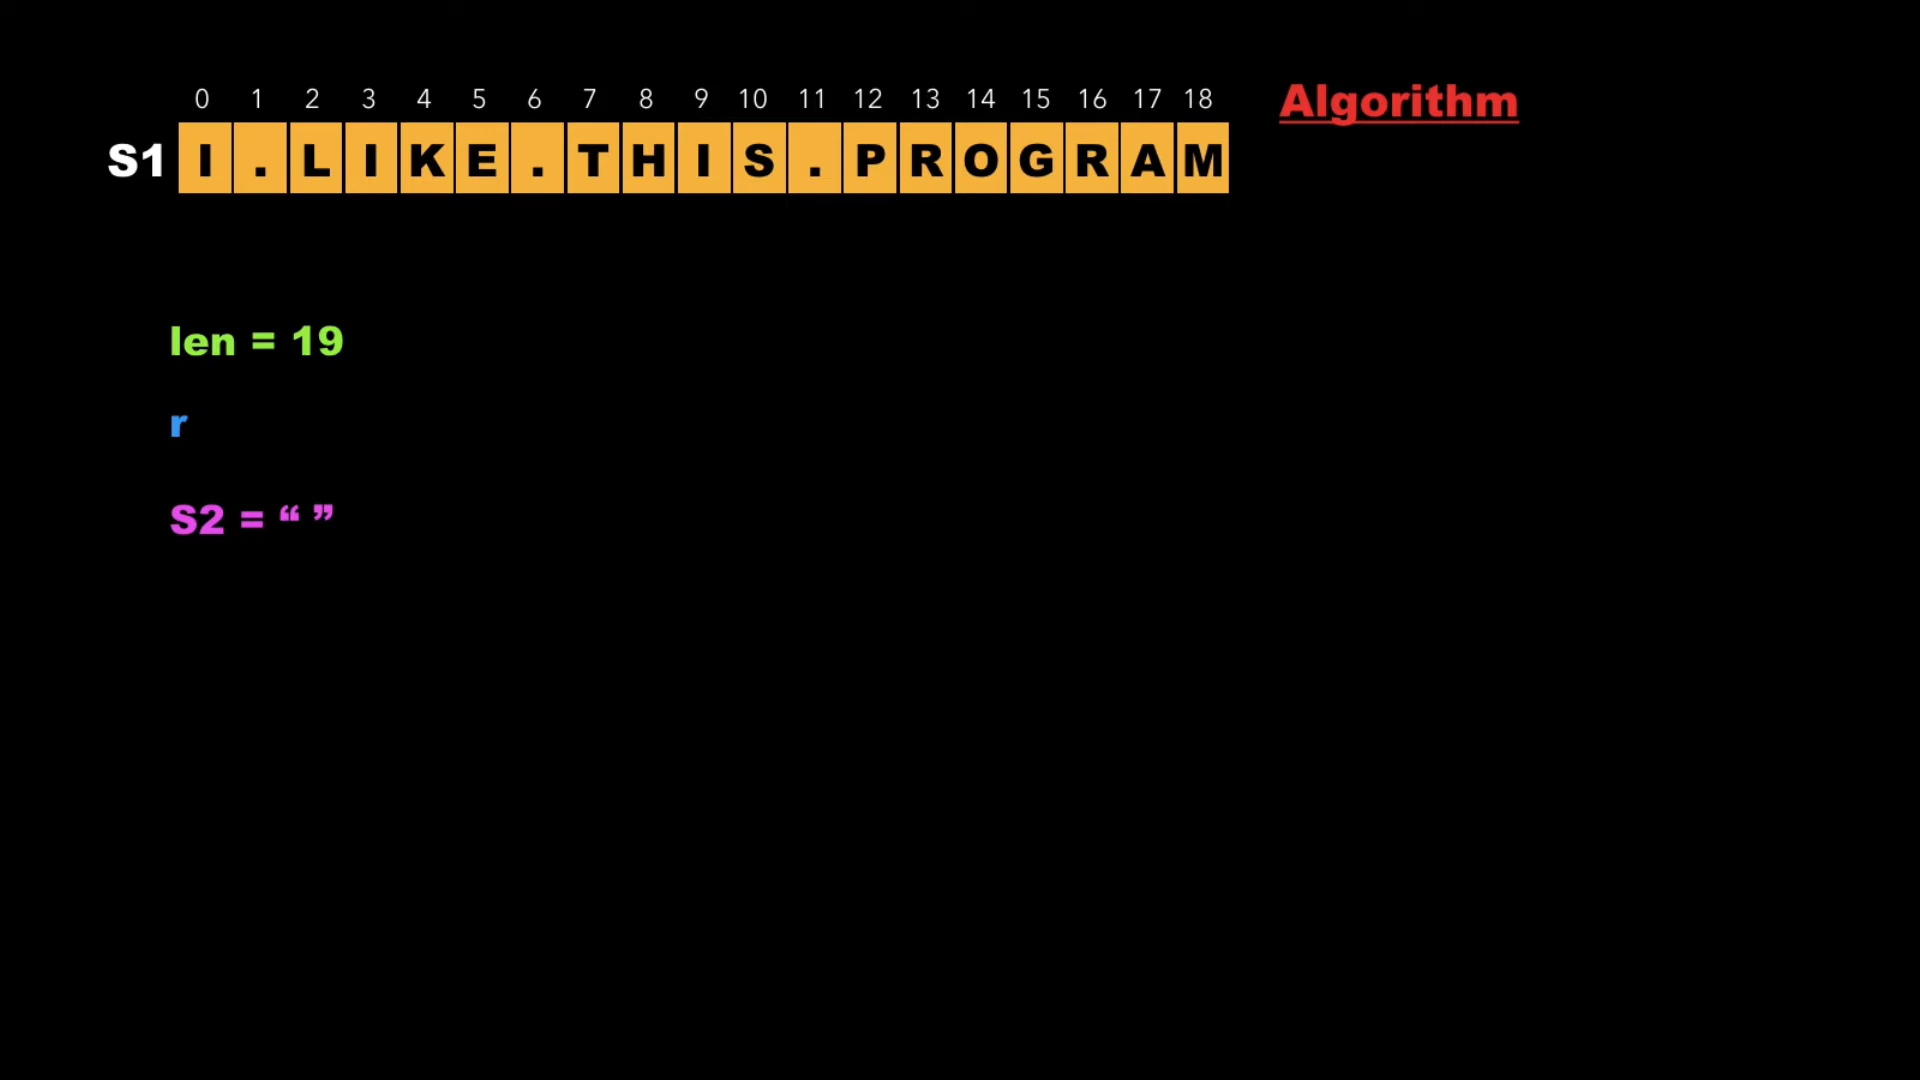 0 1 2 3 4 5 6 7 8 9 10 11 12 13 14 15 16 17 18
Algorithm
S1 I . L I K E . T H I S . P R O G R A M
len = 19
r
S2 = “ ”